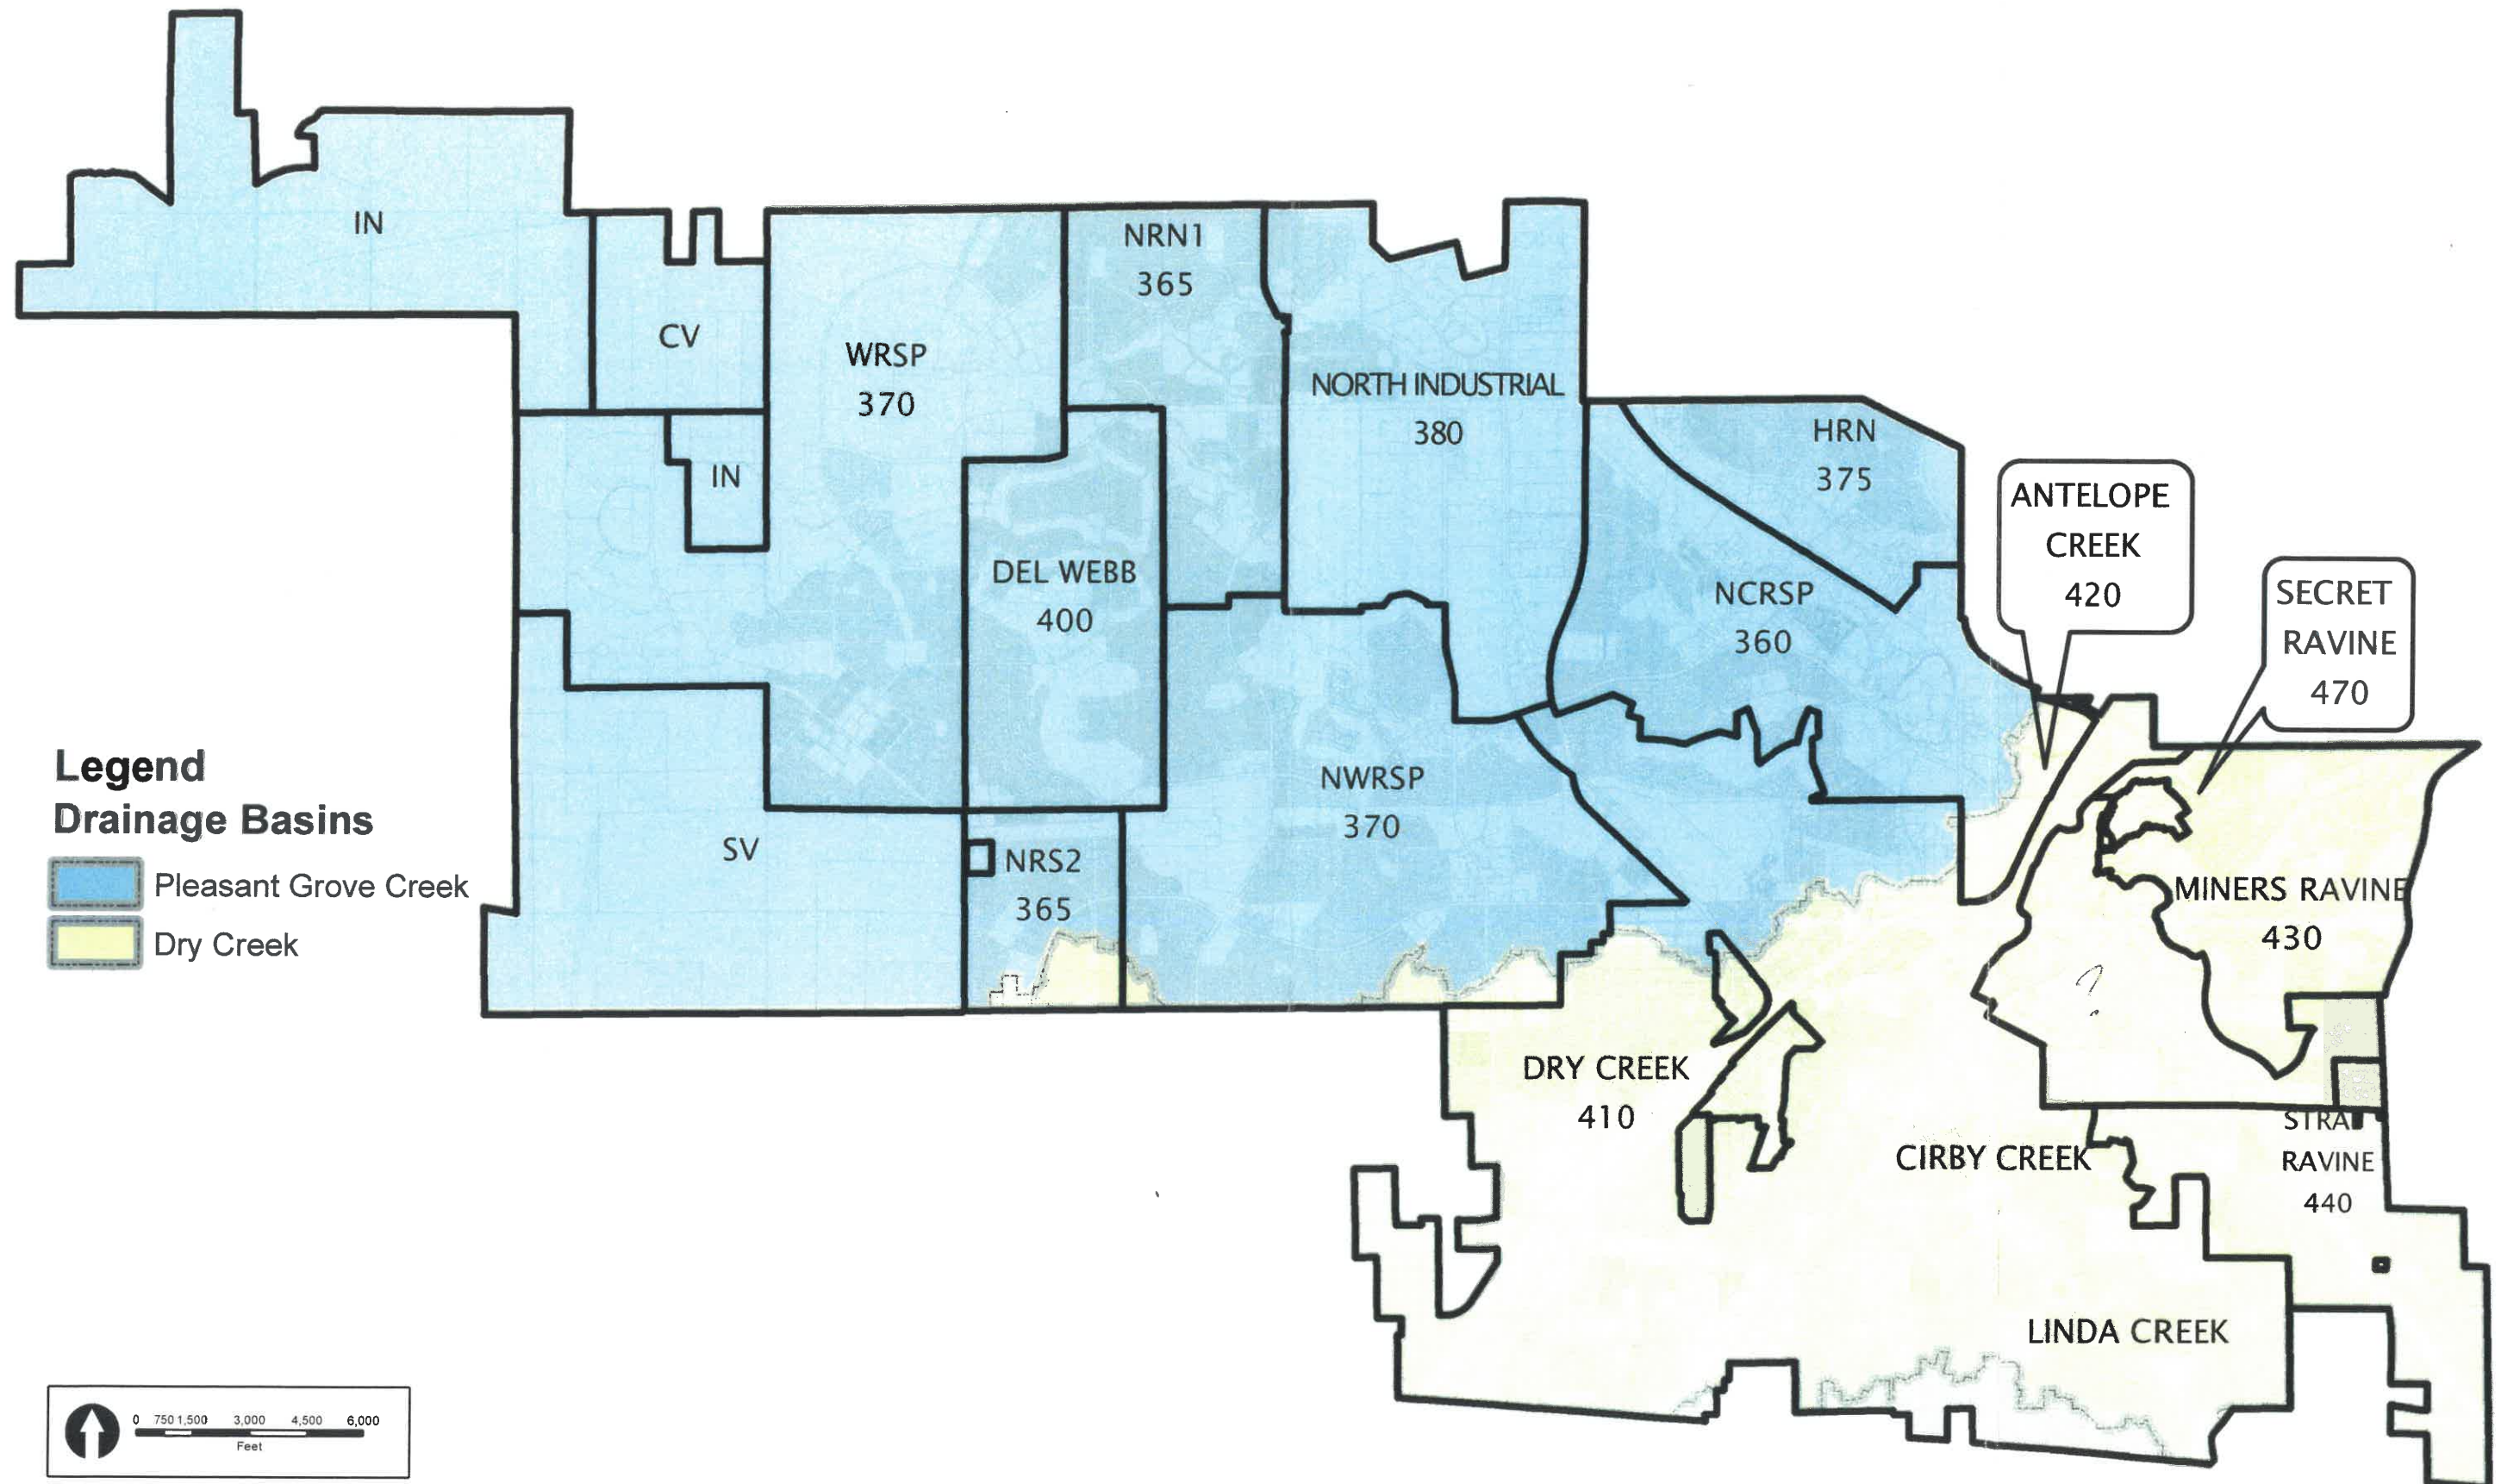 IN
NRN1
365
CV
WRSP
370
NORTH INDUSTRIAL
380
HRN
375
IN
ANTELOPE
CREEK
420
DEL WEBB
400
NCRSP
360
SECRET
RAVINE
470
NWRSP
370
SV
NRS2
365
MINERS RAVINE
430
DRY CREEK
410
CIRBY CREEK
STRA
RAVINE
440
LINDA CREEK
Legend
Drainage Basins
Pleasant Grove Creek
Dry Creek
0 750 1,500 3,000 4,500 6,000
Feet